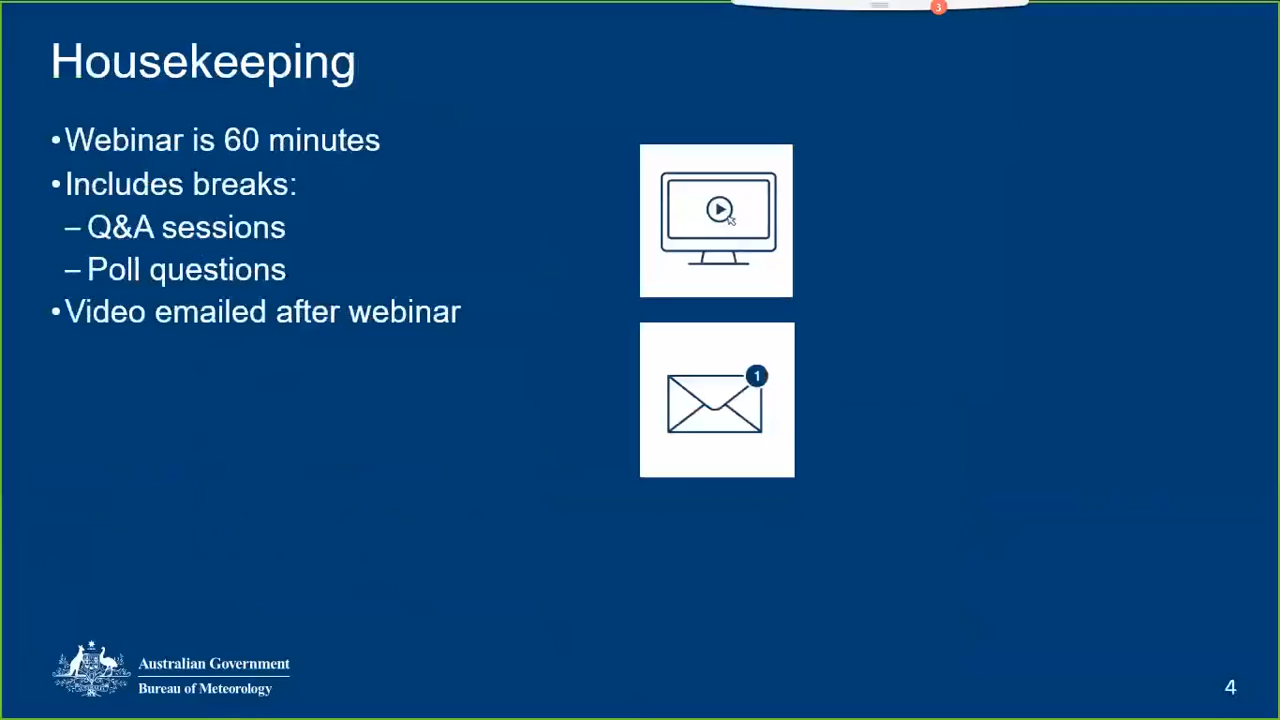 3
Housekeeping
•Webinar is 60 minutes
•Includes breaks:
– Q&A sessions
– Poll questions
•Video emailed after webinar
1
Australian Government
Bureau of Meteorology
4